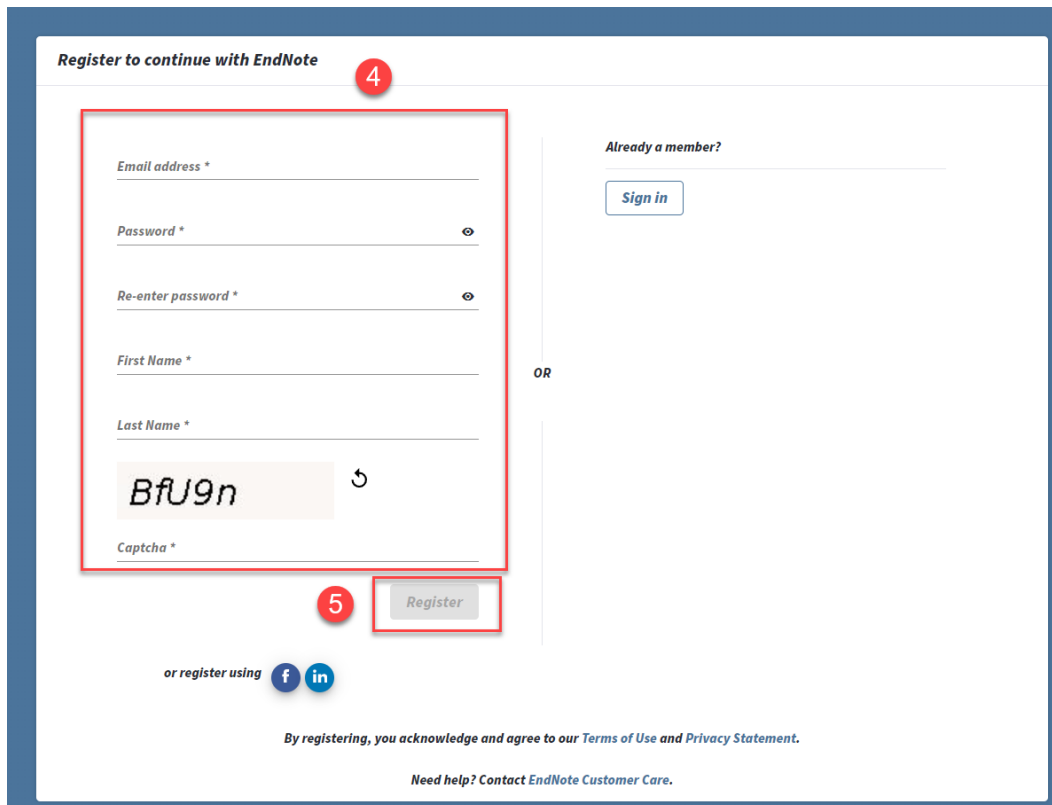 Register to continue with EndNote
4
Email address *
Password *
Re-enter password *
First Name *
Last Name *
BfU9n
Captcha *
5
Register
or register using f in
OR
Already a member?
Sign in
By registering, you acknowledge and agree to our Terms of Use and Privacy Statement.
Need help? Contact EndNote Customer Care.